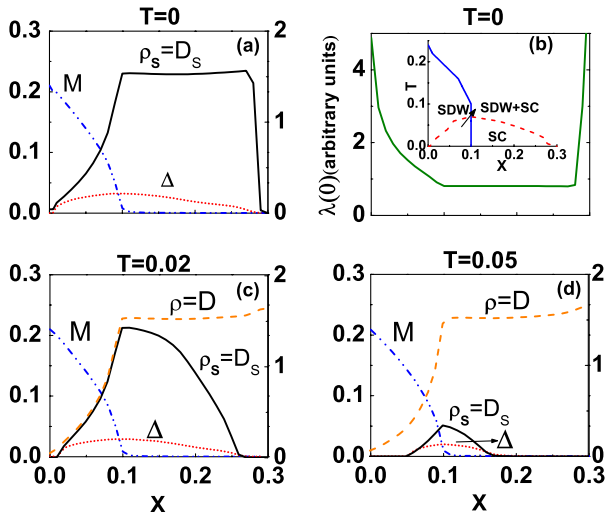 T=0
T=0
0.3
0.2
0.1
0.0
M
ρs=DS
(a)
Δ
2
1
0
λ(0)(arbitrary units)
4
2
0
(b)
T
0.2
0.1
0.0
SDW
SDW+SC
SC
0.0 0.1 0.2 0.3
X
T=0.02
T=0.05
0.3
0.2
0.1
0.0
M
ρ=D
(c)
ρs=DS
Δ
2
1
0
0.0 0.1 0.2 0.3
X
0.3
0.2
0.1
0.0
M
ρ=D
(d)
ρs=DS
Δ
2
1
0
0.0 0.1 0.2 0.3
X